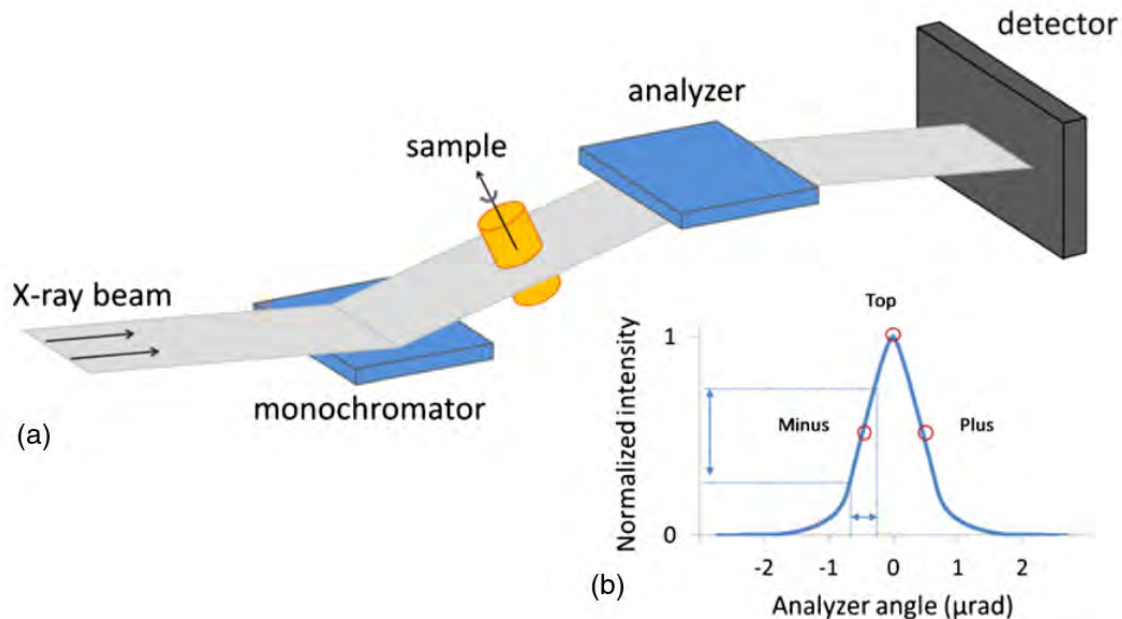 detector
analyzer
sample
X-ray beam
monochromator
(a)
Top
1
Normalized intensity
Minus
Plus
0
-2 -1 0 1 2
(b)
Analyzer angle (µrad)